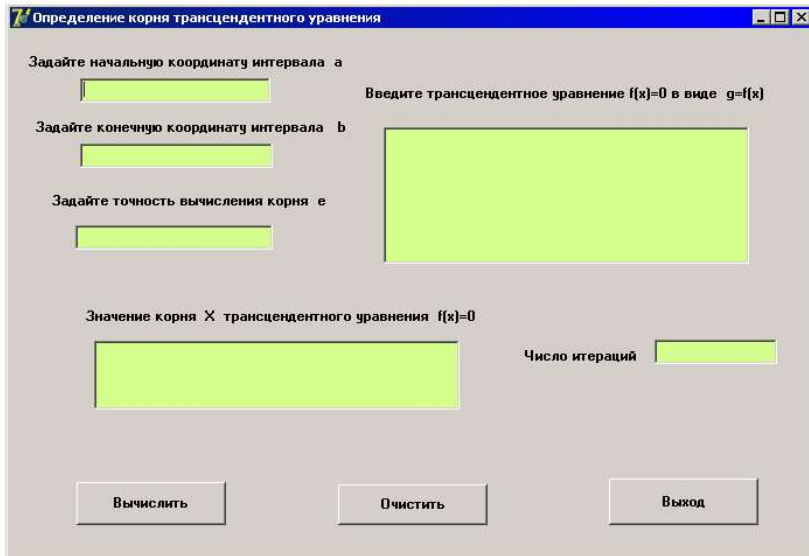 Определение корня трансцендентного уравнения
Задайте начальную координату интервала a
Введите трансцендентное уравнение f(x)=0 в виде g=f(x)
Задайте конечную координату интервала b
Задайте точность вычисления корня e
Значение корня X трансцендентного уравнения f(x)=0
Число итераций
Вычислить
Очистить
Выход